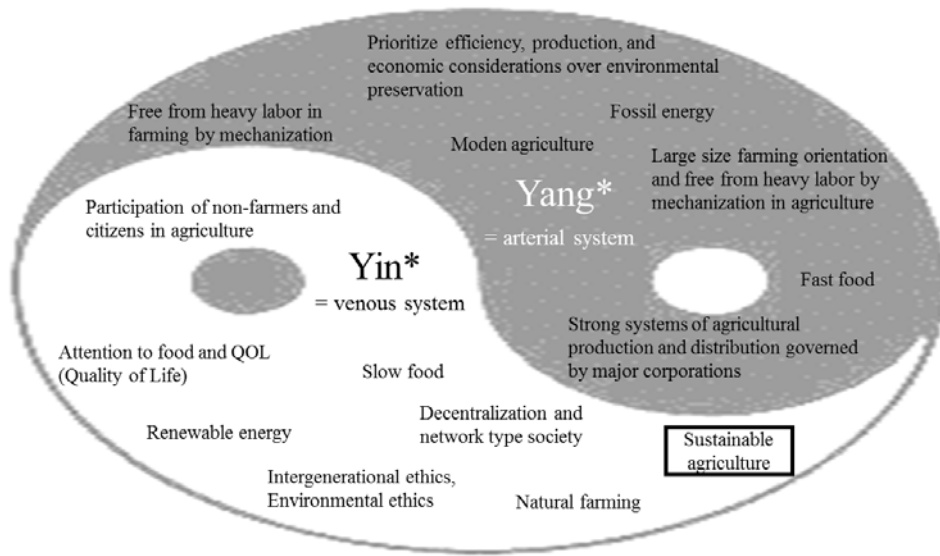 Prioritize efficiency, production, and
economic considerations over environmental
preservation
Free from heavy labor in
farming by mechanization
Fossil energy
Moden agriculture
Large size farming orientation
and free from heavy labor by
mechanization in agriculture
Yang*
= arterial system
Participation of non-farmers and
citizens in agriculture
Yin*
= venous system
Fast food
Strong systems of agricultural
production and distribution governed
by major corporations
Attention to food and QOL
(Quality of Life)
Slow food
Renewable energy
Decentralization and
network type society
Sustainable
agriculture
Intergenerational ethics,
Environmental ethics
Natural farming